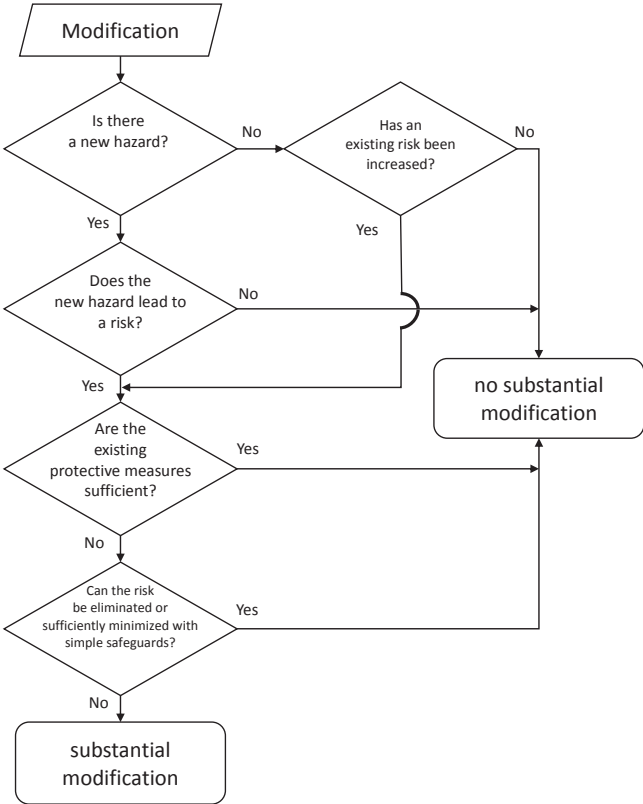 Modification
Is there
a new hazard?
No
Has an
existing risk been
increased?
No
Yes
Yes
Does the
new hazard lead to
a risk?
No
Yes
no substantial
modification
Are the
existing
protective measures
sufficient?
Yes
No
Can the risk
be eliminated or
sufficiently minimized with
simple safeguards?
Yes
No
substantial
modification